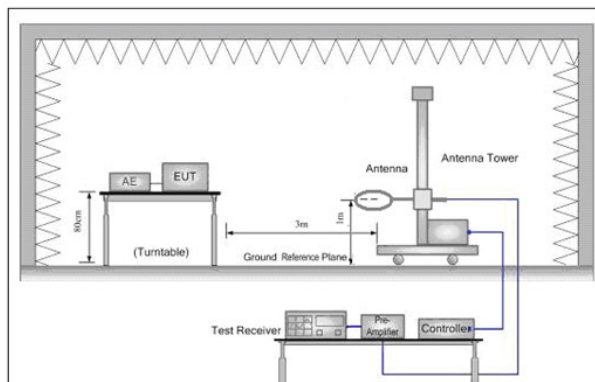 Antenna
Antenna Tower
AE
EUT
80cm
(Turntable)
3m
1m
Ground Reference Plane
Test Receiver
Pre-
Amplifier
Controller